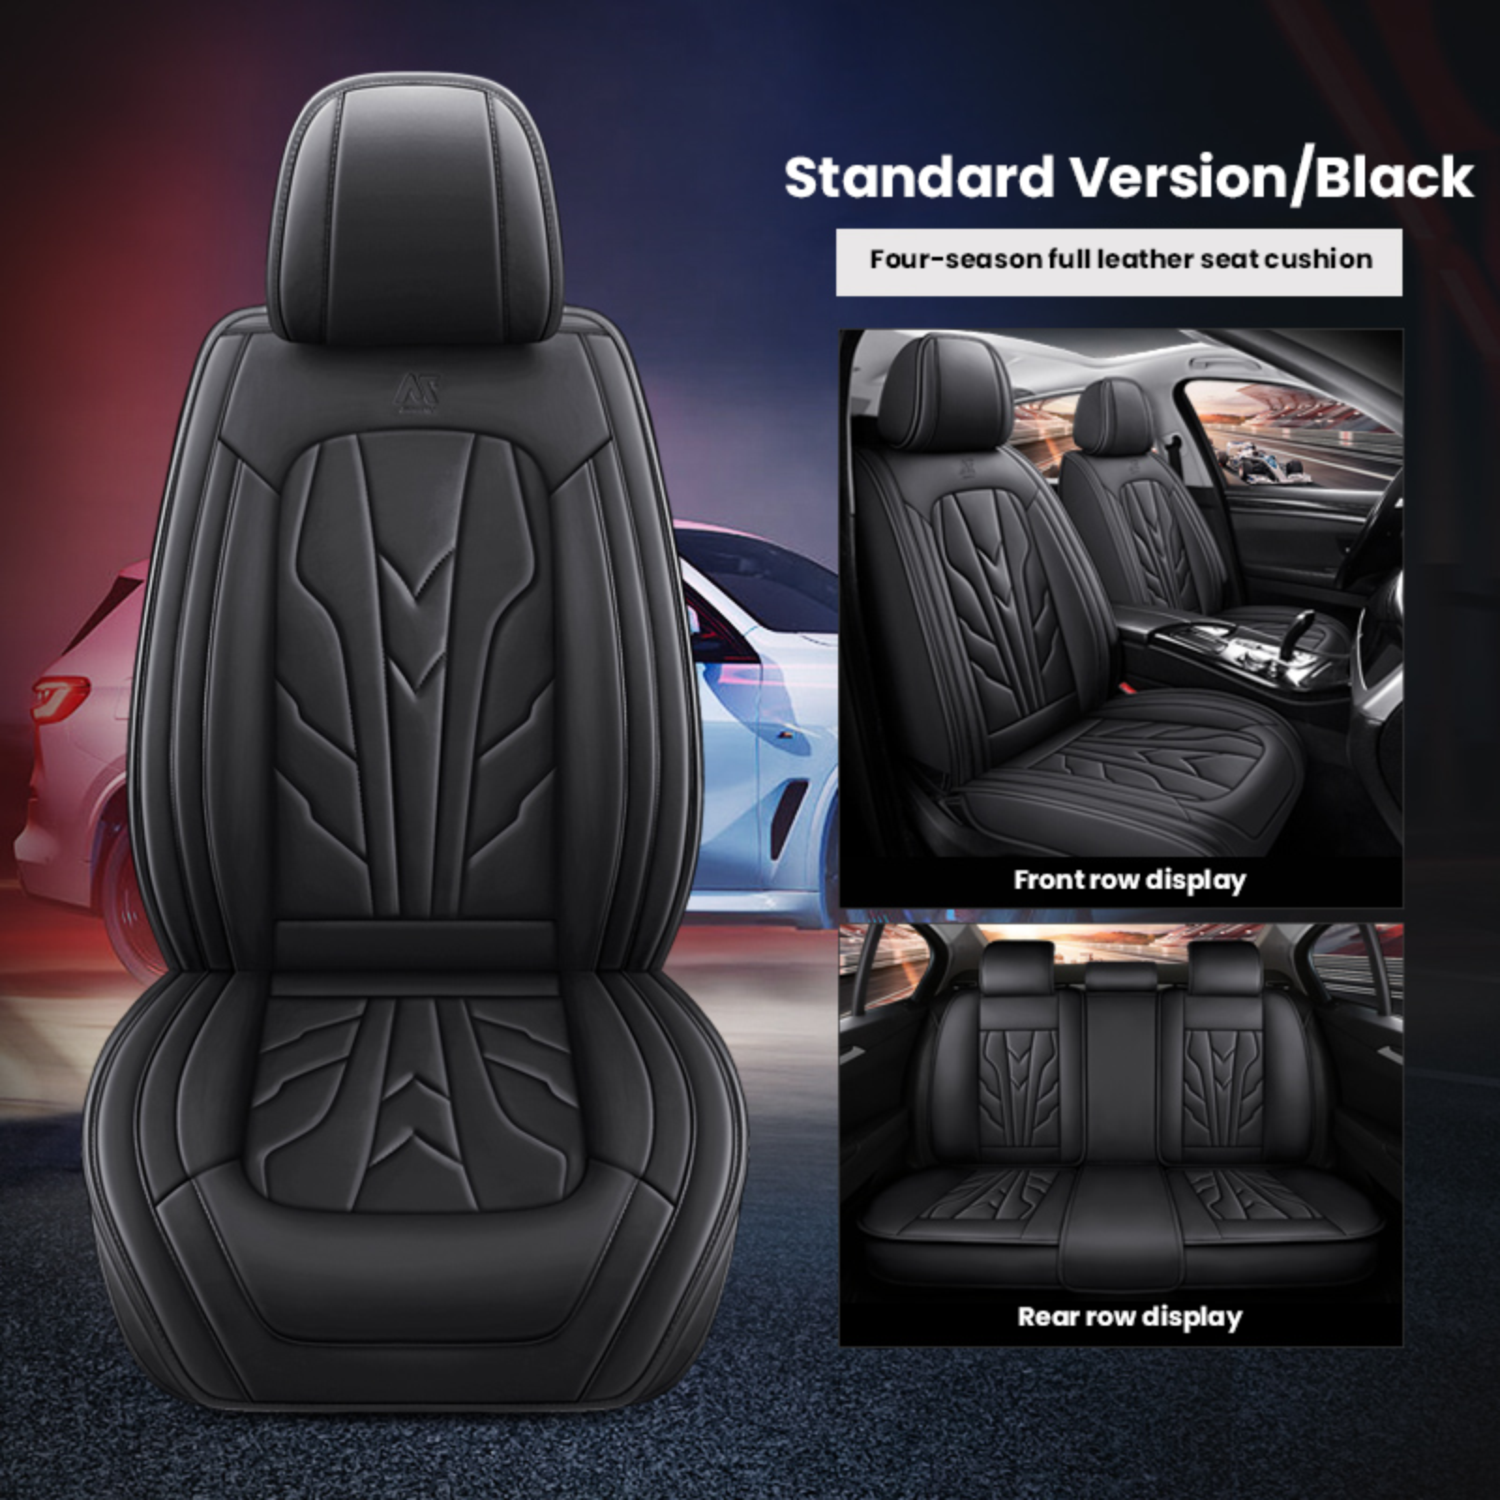 Standard Version/Black
Four-season full leather seat cushion
Front row display
Rear row display